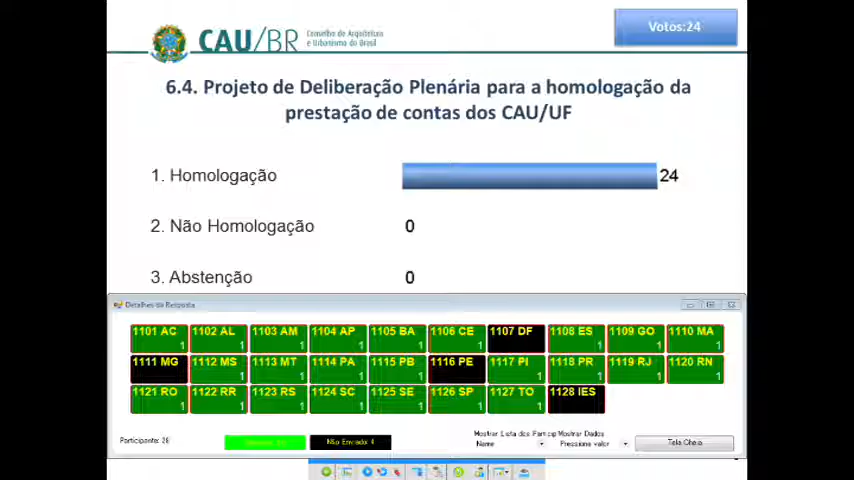 CAU/BR Conselho de Arquitetura
e Urbanismo do Brasil
Votos:24
6.4. Projeto de Deliberação Plenária para a homologação da
prestação de contas dos CAU/UF
1. Homologação 24
2. Não Homologação 0
3. Abstenção 0
Detalhes da Resposta
1101 AC 1 1102 AL 1 1103 AM 1 1104 AP 1 1105 BA 1 1106 CE 1 1107 DF 1108 ES 1 1109 GO 1 1110 MA 1
1111 MG 1112 MS 1 1113 MT 1 1114 PA 1 1115 PB 1 1116 PE 1117 PI 1 1118 PR 1 1119 RJ 1 1120 RN 1
1121 RO 1 1122 RR 1 1123 RS 1 1124 SC 1 1125 SE 1 1126 SP 1 1127 TO 1 1128 IES
Mostrar Lista dos Particip Mostrar Dados
Participante: 28 Não Enviada 4 Name Pressione valor Tela Cheia